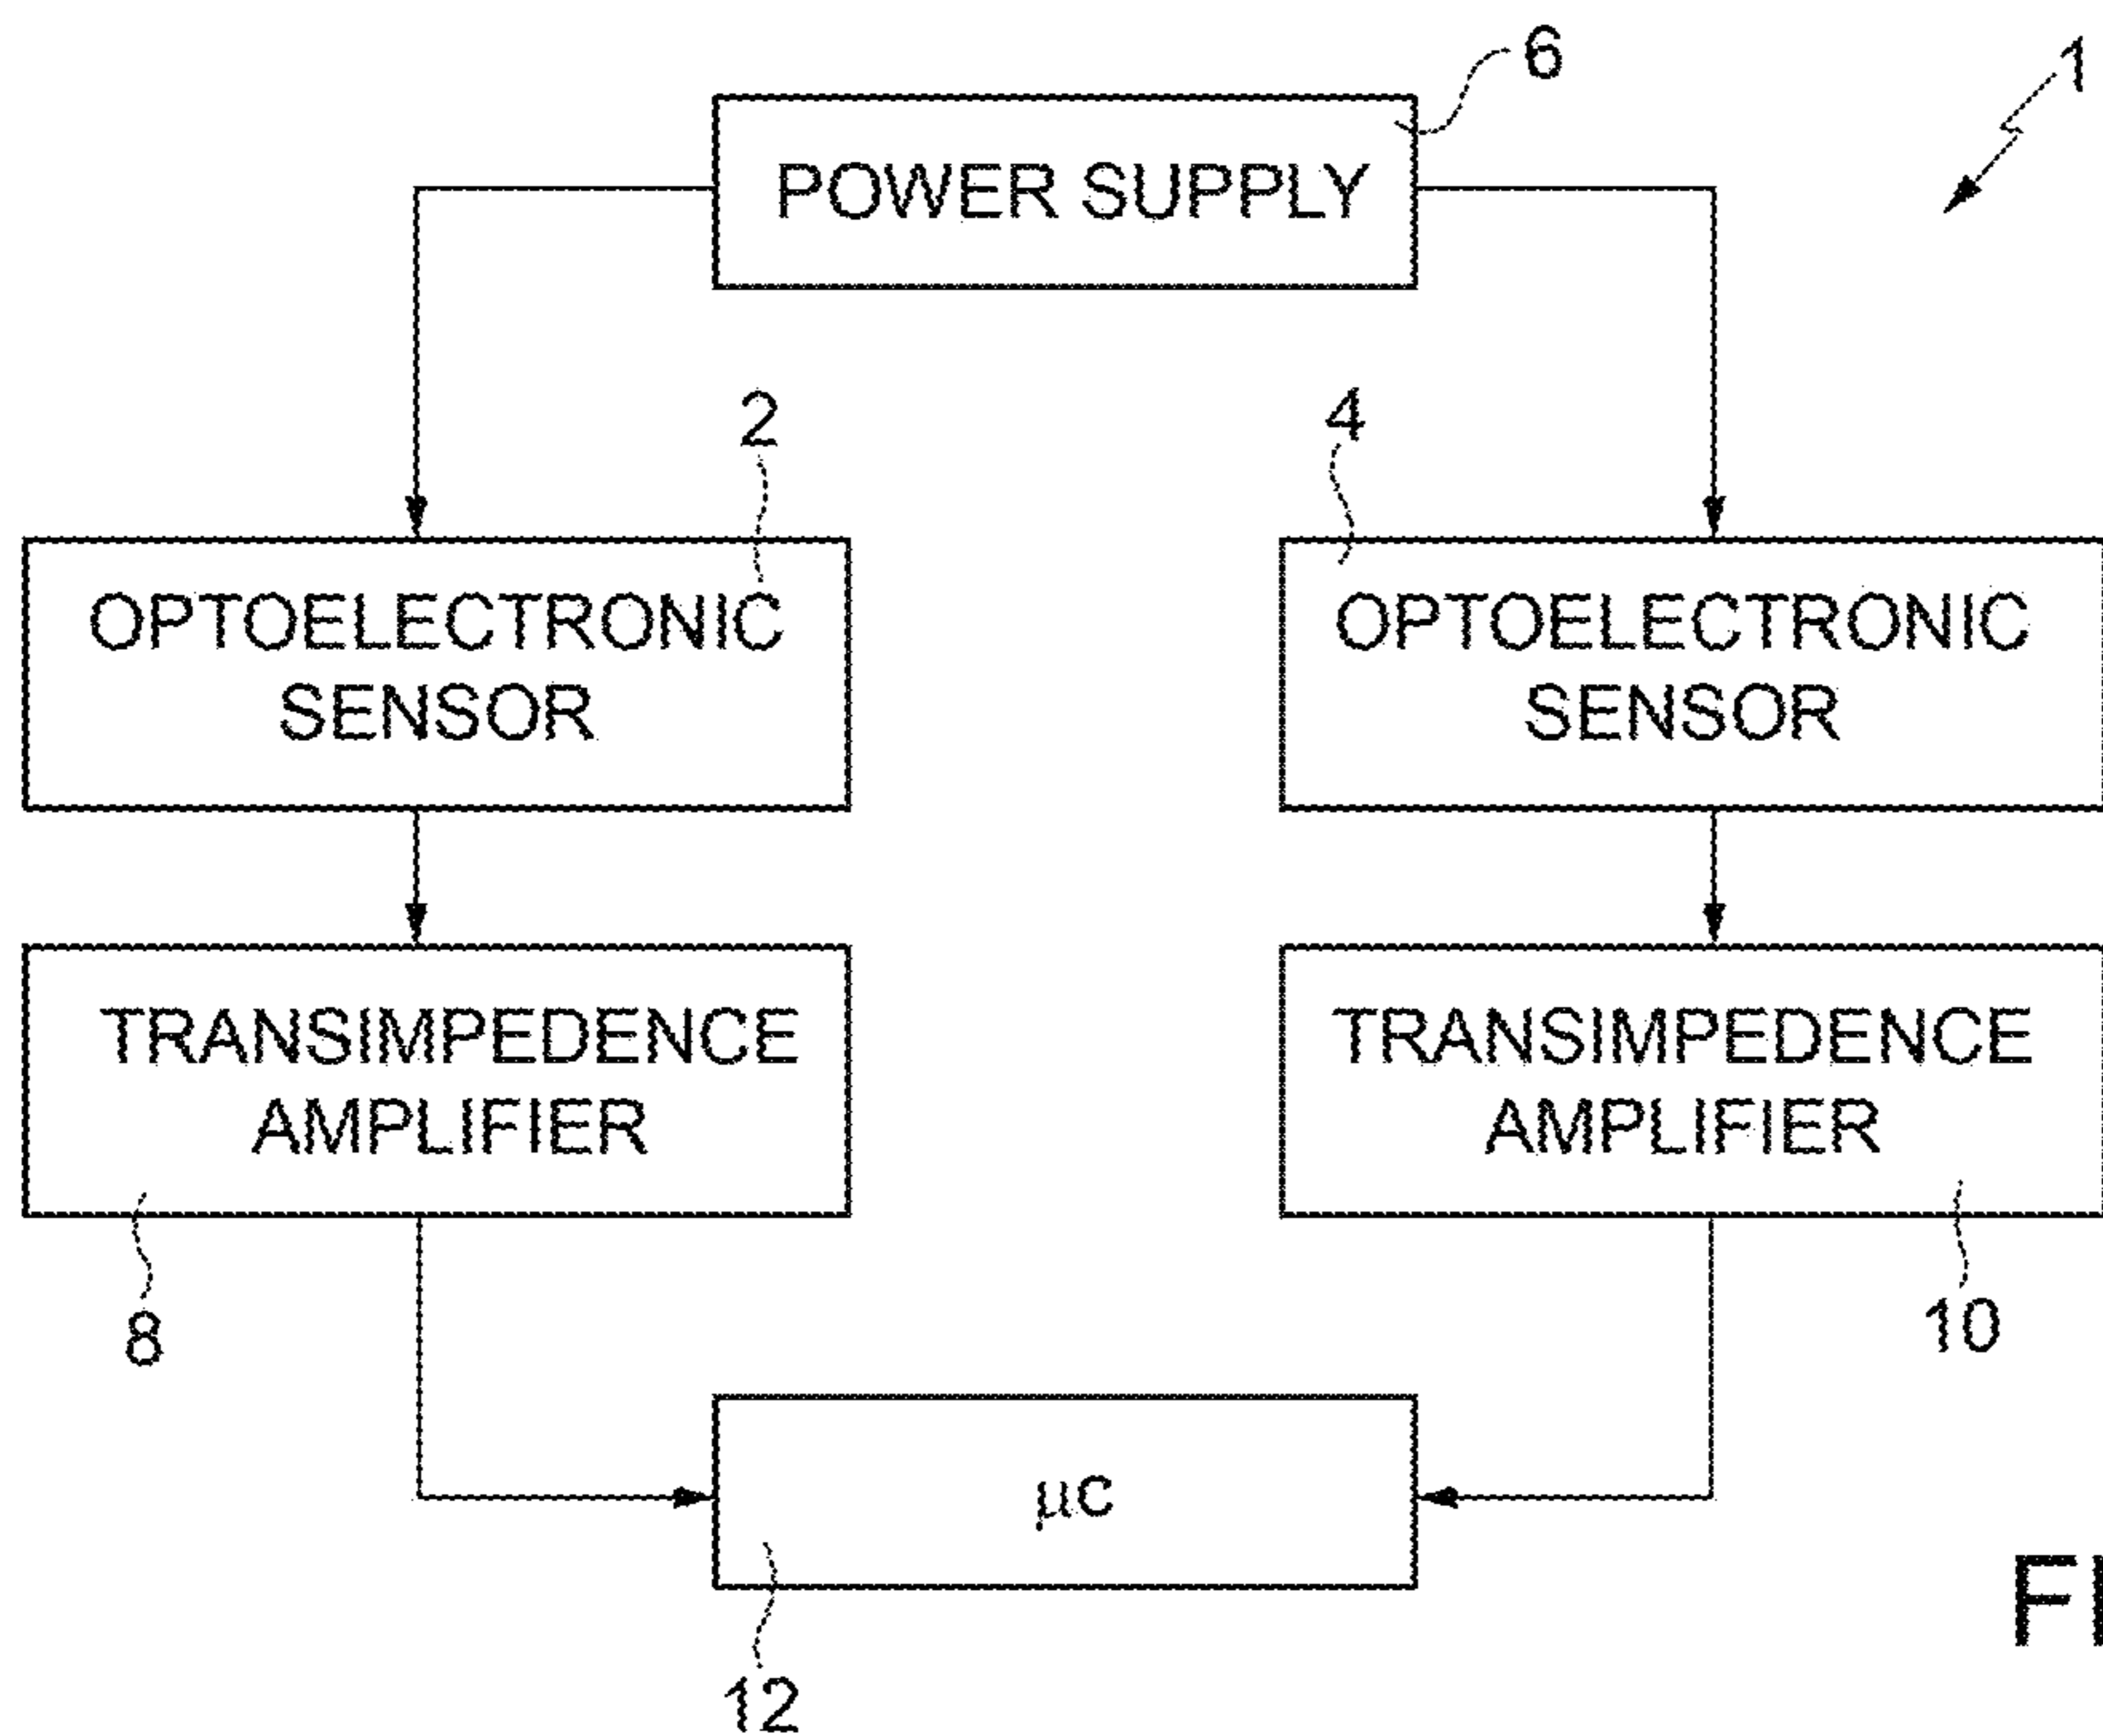 6
1
POWER SUPPLY
2
4
OPTOELECTRONIC
SENSOR
OPTOELECTRONIC
SENSOR
TRANSIMPEDENCE
AMPLIFIER
TRANSIMPEDENCE
AMPLIFIER
8
10
μc
12